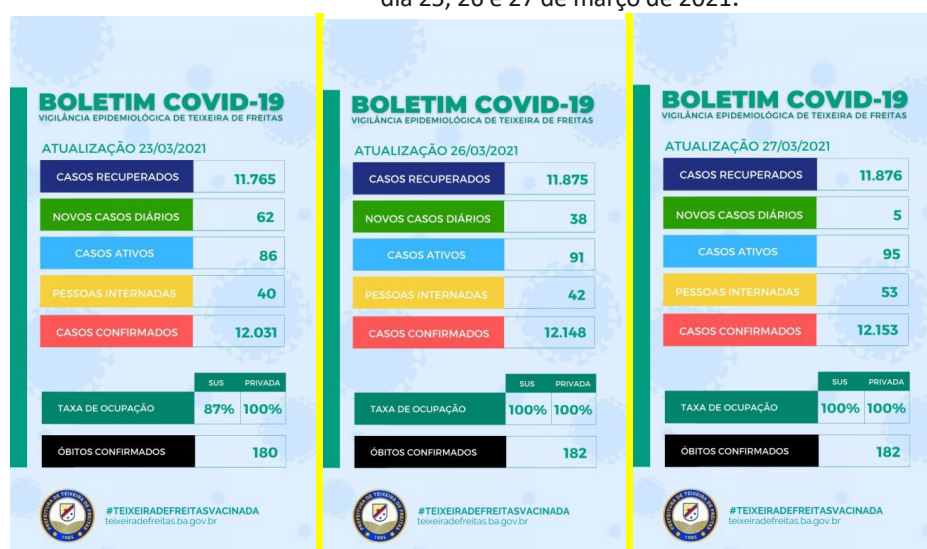 dia 23, 26 e 27 de março de 2021.
BOLETIM COVID-19
VIGILÂNCIA EPIDEMIOLÓGICA DE TEIXEIRA DE FREITAS
ATUALIZAÇÃO 23/03/2021
CASOS RECUPERADOS 11.765
NOVOS CASOS DIÁRIOS 62
CASOS ATIVOS 86
PESSOAS INTERNADAS 40
CASOS CONFIRMADOS 12.031
SUS PRIVADA
TAXA DE OCUPAÇÃO 87% 100%
ÓBITOS CONFIRMADOS 180
#TEIXEIRADEFREITASVACINADA
teixeiradefreitas.ba.gov.br
BOLETIM COVID-19
VIGILÂNCIA EPIDEMIOLÓGICA DE TEIXEIRA DE FREITAS
ATUALIZAÇÃO 26/03/2021
CASOS RECUPERADOS 11.875
NOVOS CASOS DIÁRIOS 38
CASOS ATIVOS 91
PESSOAS INTERNADAS 42
CASOS CONFIRMADOS 12.148
SUS PRIVADA
TAXA DE OCUPAÇÃO 100% 100%
ÓBITOS CONFIRMADOS 182
#TEIXEIRADEFREITASVACINADA
teixeiradefreitas.ba.gov.br
BOLETIM COVID-19
VIGILÂNCIA EPIDEMIOLÓGICA DE TEIXEIRA DE FREITAS
ATUALIZAÇÃO 27/03/2021
CASOS RECUPERADOS 11.876
NOVOS CASOS DIÁRIOS 5
CASOS ATIVOS 95
PESSOAS INTERNADAS 53
CASOS CONFIRMADOS 12.153
SUS PRIVADA
TAXA DE OCUPAÇÃO 100% 100%
ÓBITOS CONFIRMADOS 182
#TEIXEIRADEFREITASVACINADA
teixeiradefreitas.ba.gov.br